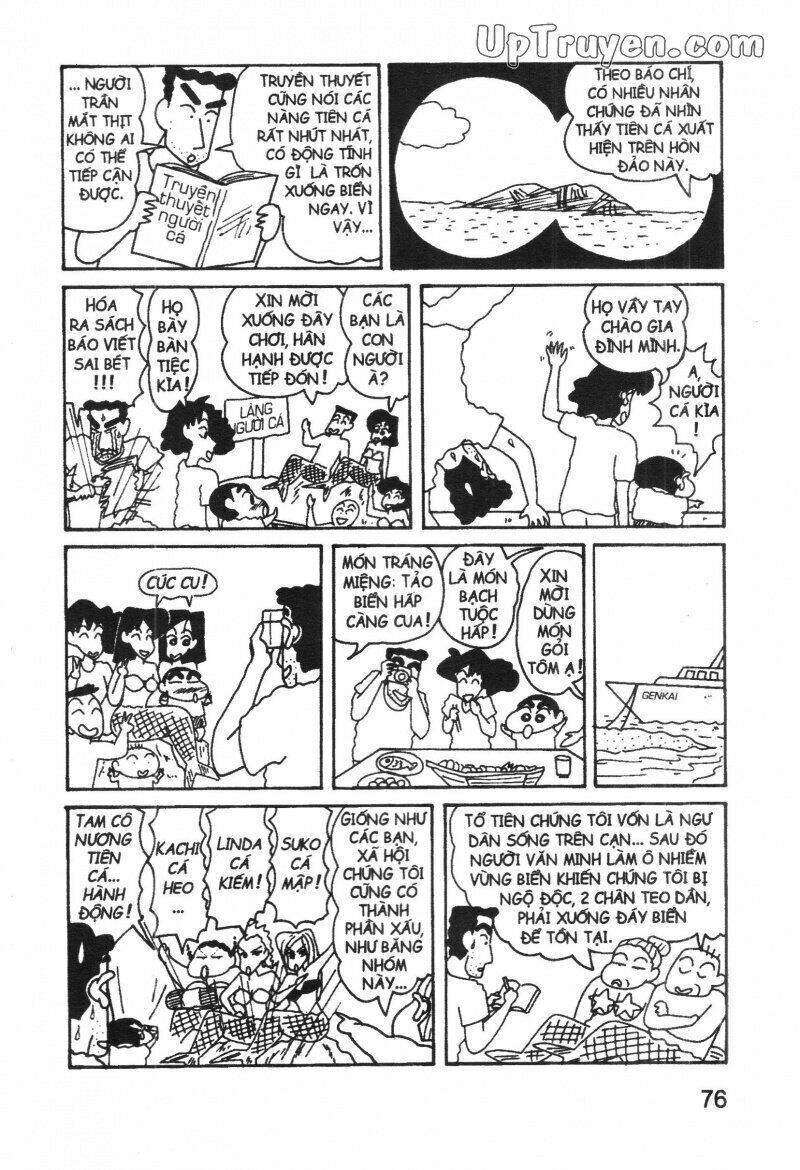 UpTruyen.com
THEO BÁO CHÍ,
CÓ NHIỀU NHÂN
CHỨNG ĐÃ NHÌN
THẤY TIÊN CÁ XUẤT
HIỆN TRÊN HÒN
ĐẢO NÀY.
TRUYỀN THUYẾT
CŨNG NÓI CÁC
NÀNG TIÊN CÁ
RẤT NHÚT NHÁT,
CÓ ĐỘNG TĨNH
GÌ LÀ TRỐN
XUỐNG BIỂN
NGAY. VÌ
VẬY...
... NGƯỜI
TRẦN
MẮT THỊT
KHÔNG AI
CÓ THỂ
TIẾP CẬN
ĐƯỢC.
Truyền
thuyết
người
cá
A,
NGƯỜI
CÁ KÌA
!
HỌ VẪY TAY
CHÀO GIA
ĐÌNH MÌNH.
CÁC
BẠN LÀ
CON
NGƯỜI
À?
XIN MỜI
XUỐNG ĐÂY
CHƠI, HÂN
HẠNH ĐƯỢC
TIẾP ĐÓN!
LÀNG
NGƯỜI CÁ
HỌ
BÀY
BÀN
TIỆC
KÌA!
HÓA
RA SÁCH
BÁO VIẾT
SAI BÉT
!!!
GENKAI
XIN
MỜI
DÙNG
MÓN
GỎI
TÔM Ạ!
ĐÂY
LÀ MÓN
BẠCH
TUỘC
HẤP!
MÓN TRÁNG
MIỆNG: TẢO
BIỂN HẤP
CÀNG CUA!
CÚC CU!
TỔ TIÊN CHÚNG TÔI VỐN LÀ NGƯ
DÂN SỐNG TRÊN CẠN... SAU ĐÓ
NGƯỜI VĂN MINH LÀM Ô NHIỄM
VÙNG BIỂN KHIẾN CHÚNG TÔI BỊ
NGỘ ĐỘC, 2 CHÂN TEO DẦN,
PHẢI XUỐNG ĐÁY BIỂN
ĐỂ TỒN TẠI.
GIỐNG NHƯ
CÁC BẠN,
XÃ HỘI
CHÚNG TÔI
CŨNG CÓ
THÀNH
PHẦN XẤU,
NHƯ BĂNG
NHÓM
NÀY...
SUKO
CÁ
MẬP!
LINDA
CÁ
KIẾM!
KACHI
CÁ
HEO
...
TAM CÔ
NƯƠNG
TIÊN
CÁ...
HÀNH
ĐỘNG!
76